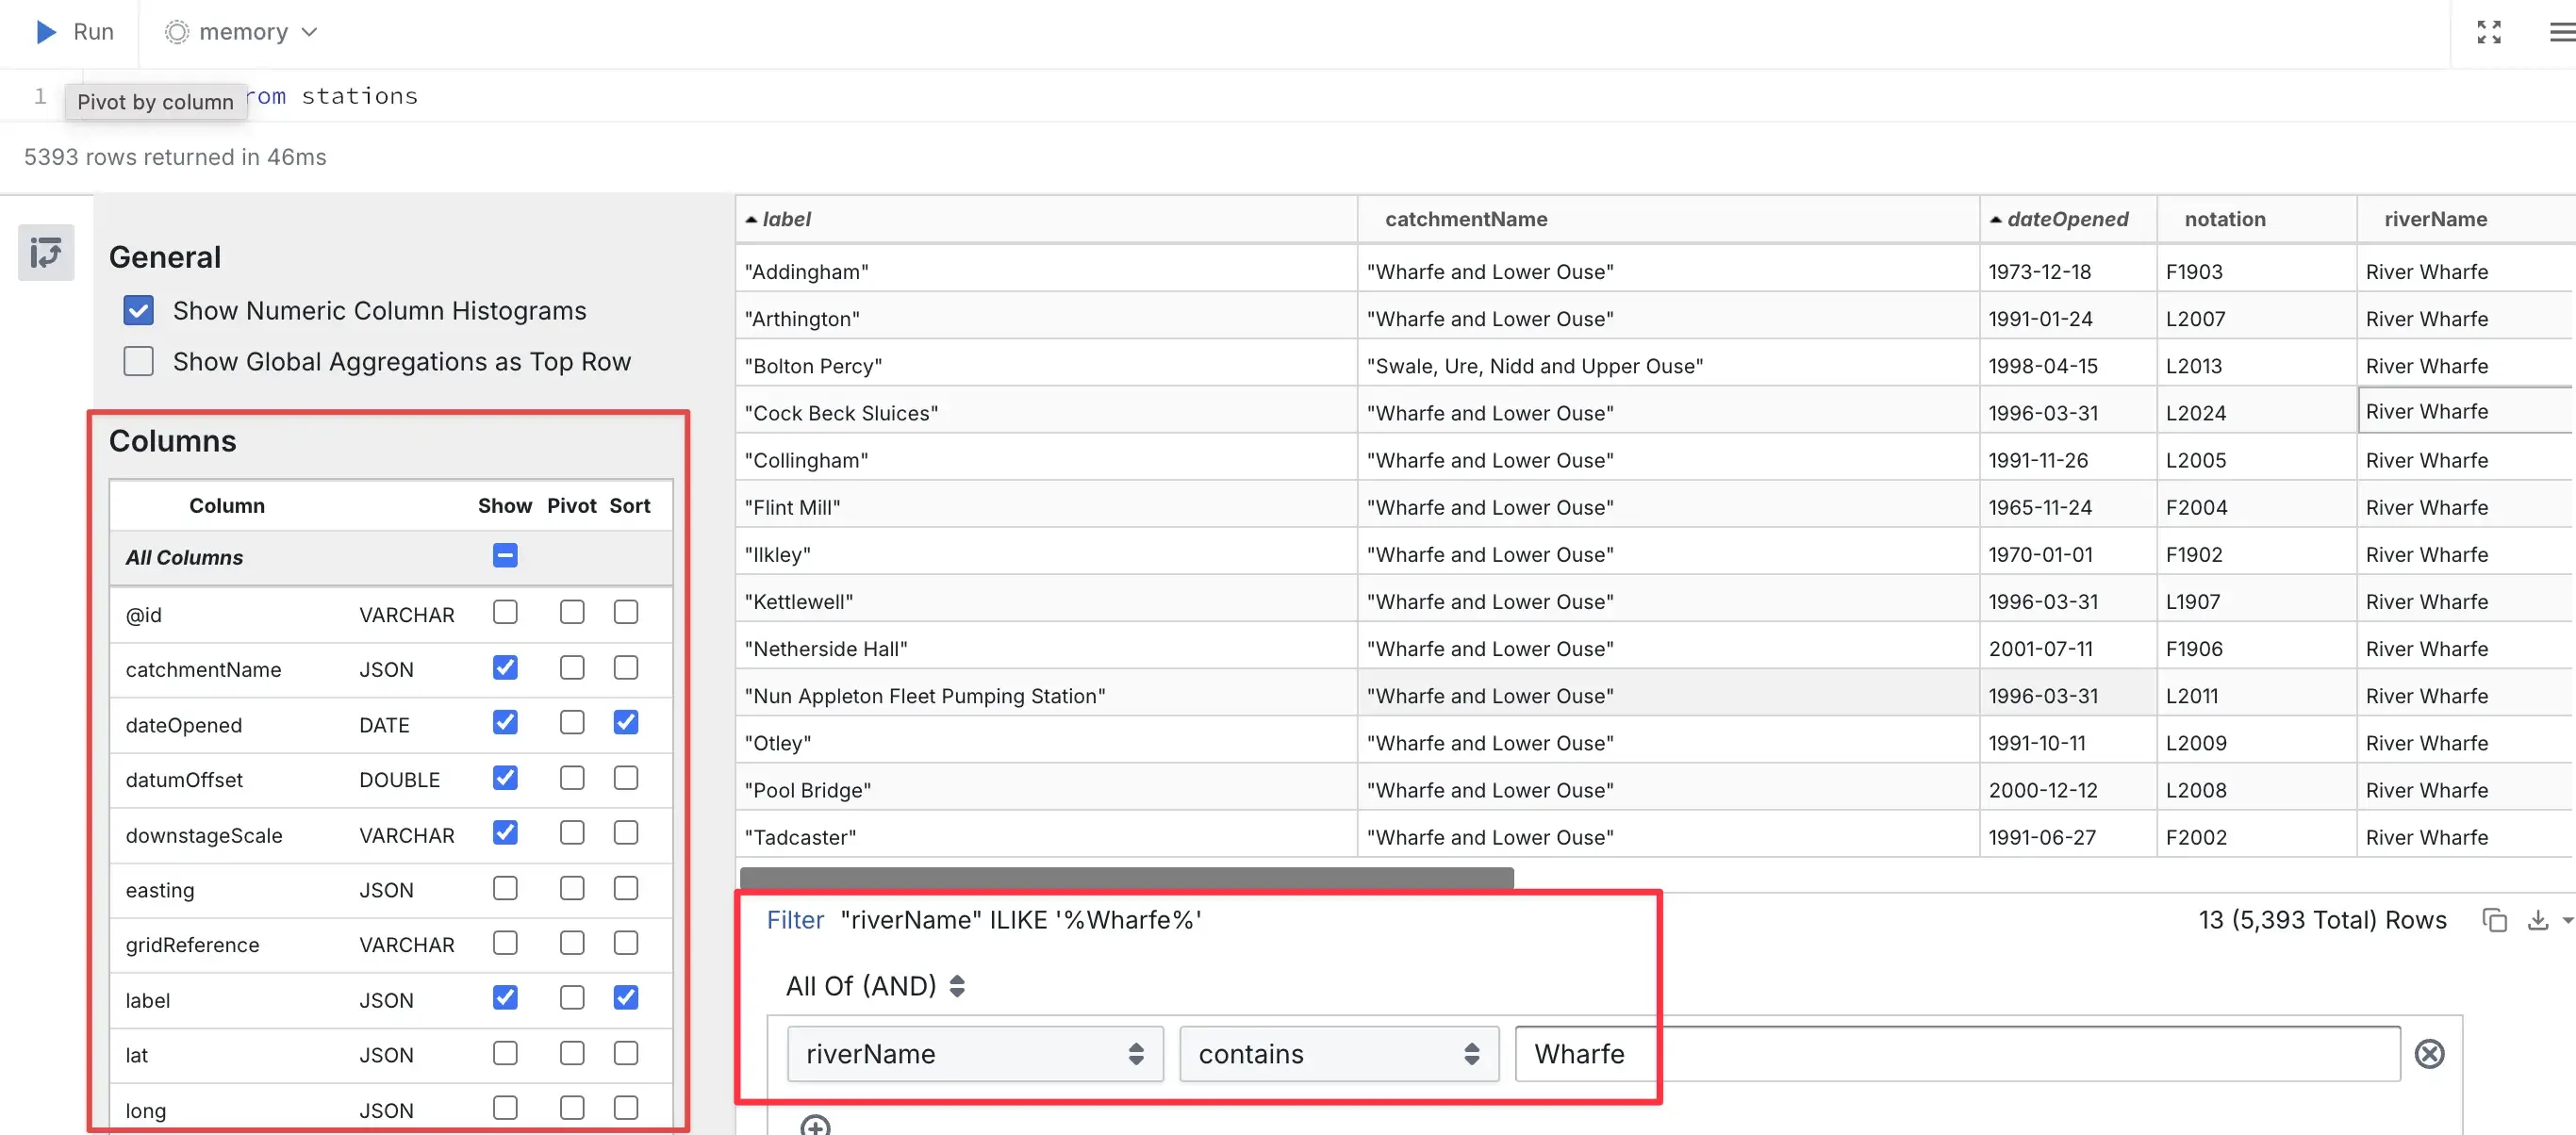 Run memory
1 rom stations
Pivot by column
5393 rows returned in 46ms
General
Show Numeric Column Histograms
Show Global Aggregations as Top Row
Columns
Column Show Pivot Sort
All Columns
@id VARCHAR
catchmentName JSON
dateOpened DATE
datumOffset DOUBLE
downstageScale VARCHAR
easting JSON
gridReference VARCHAR
label JSON
lat JSON
long JSON
label catchmentName dateOpened notation riverName
"Addingham" "Wharfe and Lower Ouse" 1973-12-18 F1903 River Wharfe
"Arthington" "Wharfe and Lower Ouse" 1991-01-24 L2007 River Wharfe
"Bolton Percy" "Swale, Ure, Nidd and Upper Ouse" 1998-04-15 L2013 River Wharfe
"Cock Beck Sluices" "Wharfe and Lower Ouse" 1996-03-31 L2024 River Wharfe
"Collingham" "Wharfe and Lower Ouse" 1991-11-26 L2005 River Wharfe
"Flint Mill" "Wharfe and Lower Ouse" 1965-11-24 F2004 River Wharfe
"Ilkley" "Wharfe and Lower Ouse" 1970-01-01 F1902 River Wharfe
"Kettlewell" "Wharfe and Lower Ouse" 1996-03-31 L1907 River Wharfe
"Netherside Hall" "Wharfe and Lower Ouse" 2001-07-11 F1906 River Wharfe
"Nun Appleton Fleet Pumping Station" "Wharfe and Lower Ouse" 1996-03-31 L2011 River Wharfe
"Otley" "Wharfe and Lower Ouse" 1991-10-11 L2009 River Wharfe
"Pool Bridge" "Wharfe and Lower Ouse" 2000-12-12 L2008 River Wharfe
"Tadcaster" "Wharfe and Lower Ouse" 1991-06-27 F2002 River Wharfe
Filter "riverName" ILIKE '%Wharfe%' 13 (5,393 Total) Rows
All Of (AND)
riverName contains Wharfe